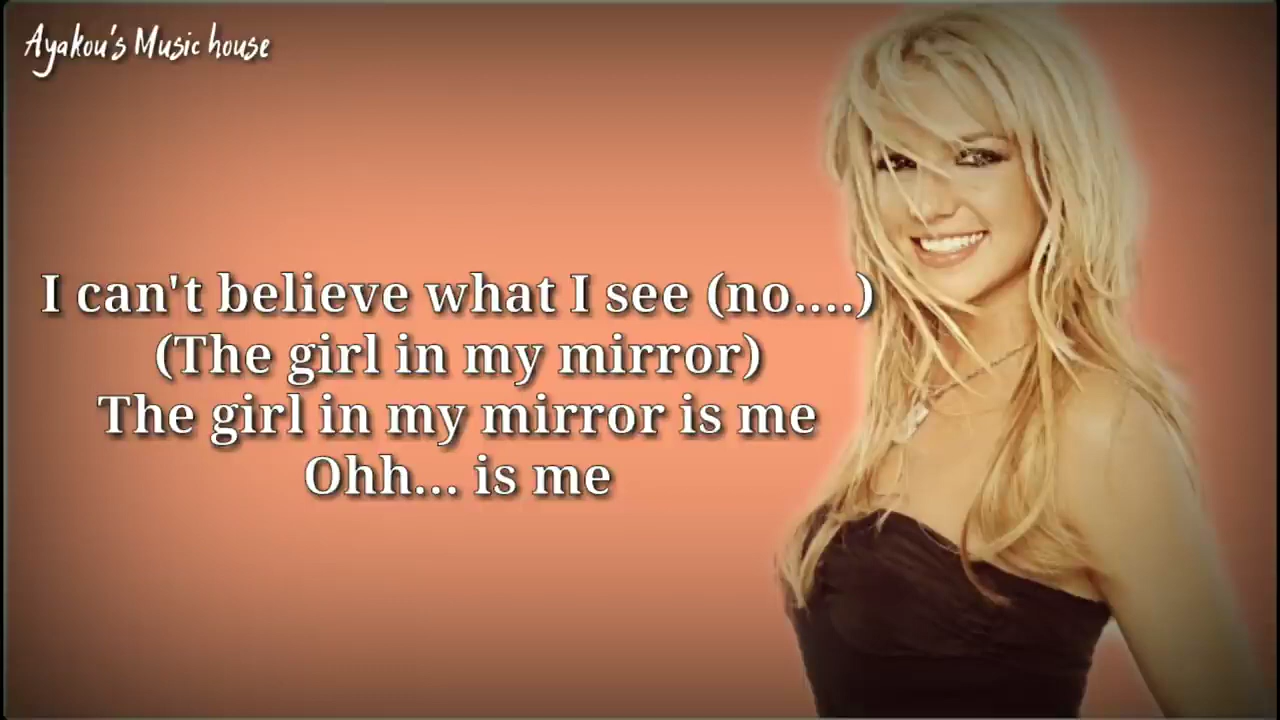 Ayakou's Music house
I can't believe what I see (no....)
(The girl in my mirror)
The girl in my mirror is me
Ohh... is me